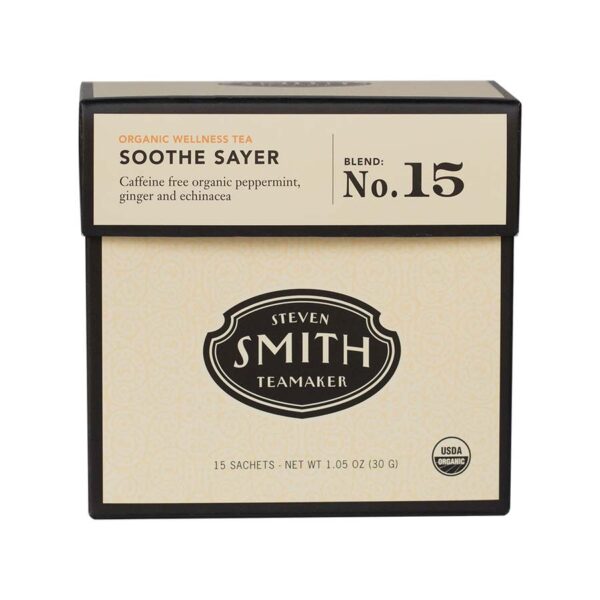 ORGANIC WELLNESS TEA
SOOTHE SAYER
Caffeine free organic peppermint,
ginger and echinacea
BLEND:
No. 15
STEVEN
SMITH
TEAMAKER
15 SACHETS - NET WT 1.05 OZ (30 G)
USDA
ORGANIC